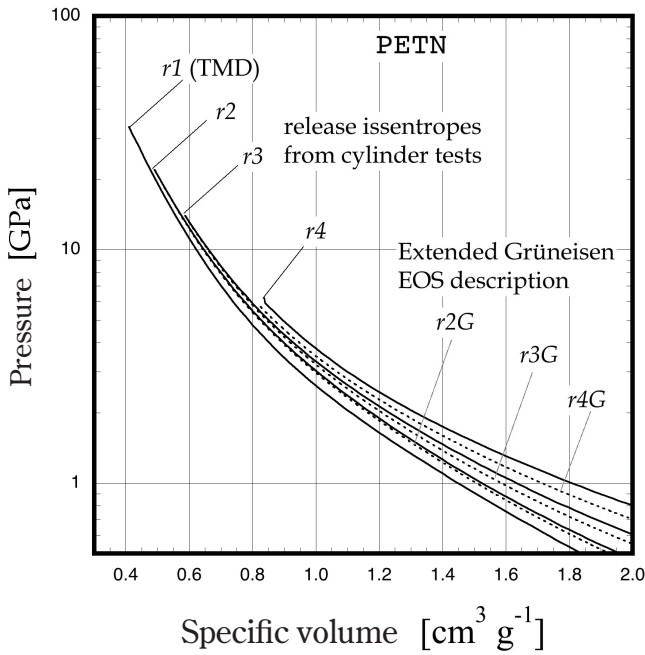 100
PETN
r1 (TMD)
r2
release issentropes
r3
from cylinder tests
r4
10
Extended Grüneisen
EOS description
r2G
r3G
r4G
1
0.4 0.6 0.8 1.0 1.2 1.4 1.6 1.8 2.0
Pressure [GPa]
Specific volume [cm³ g⁻¹]